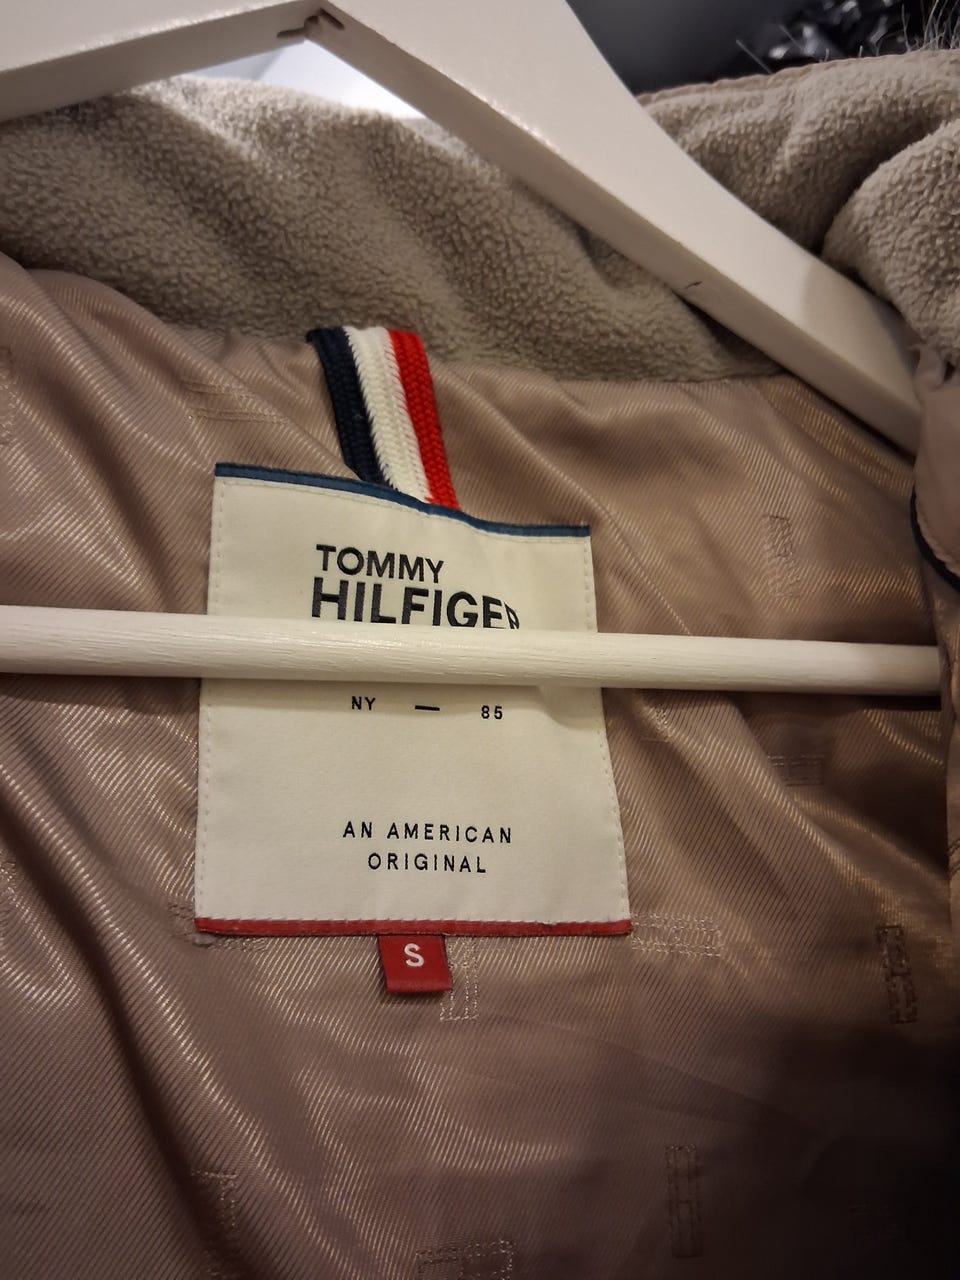 TOMMY
HILFIGER
NY — 85
AN AMERICAN
ORIGINAL
S